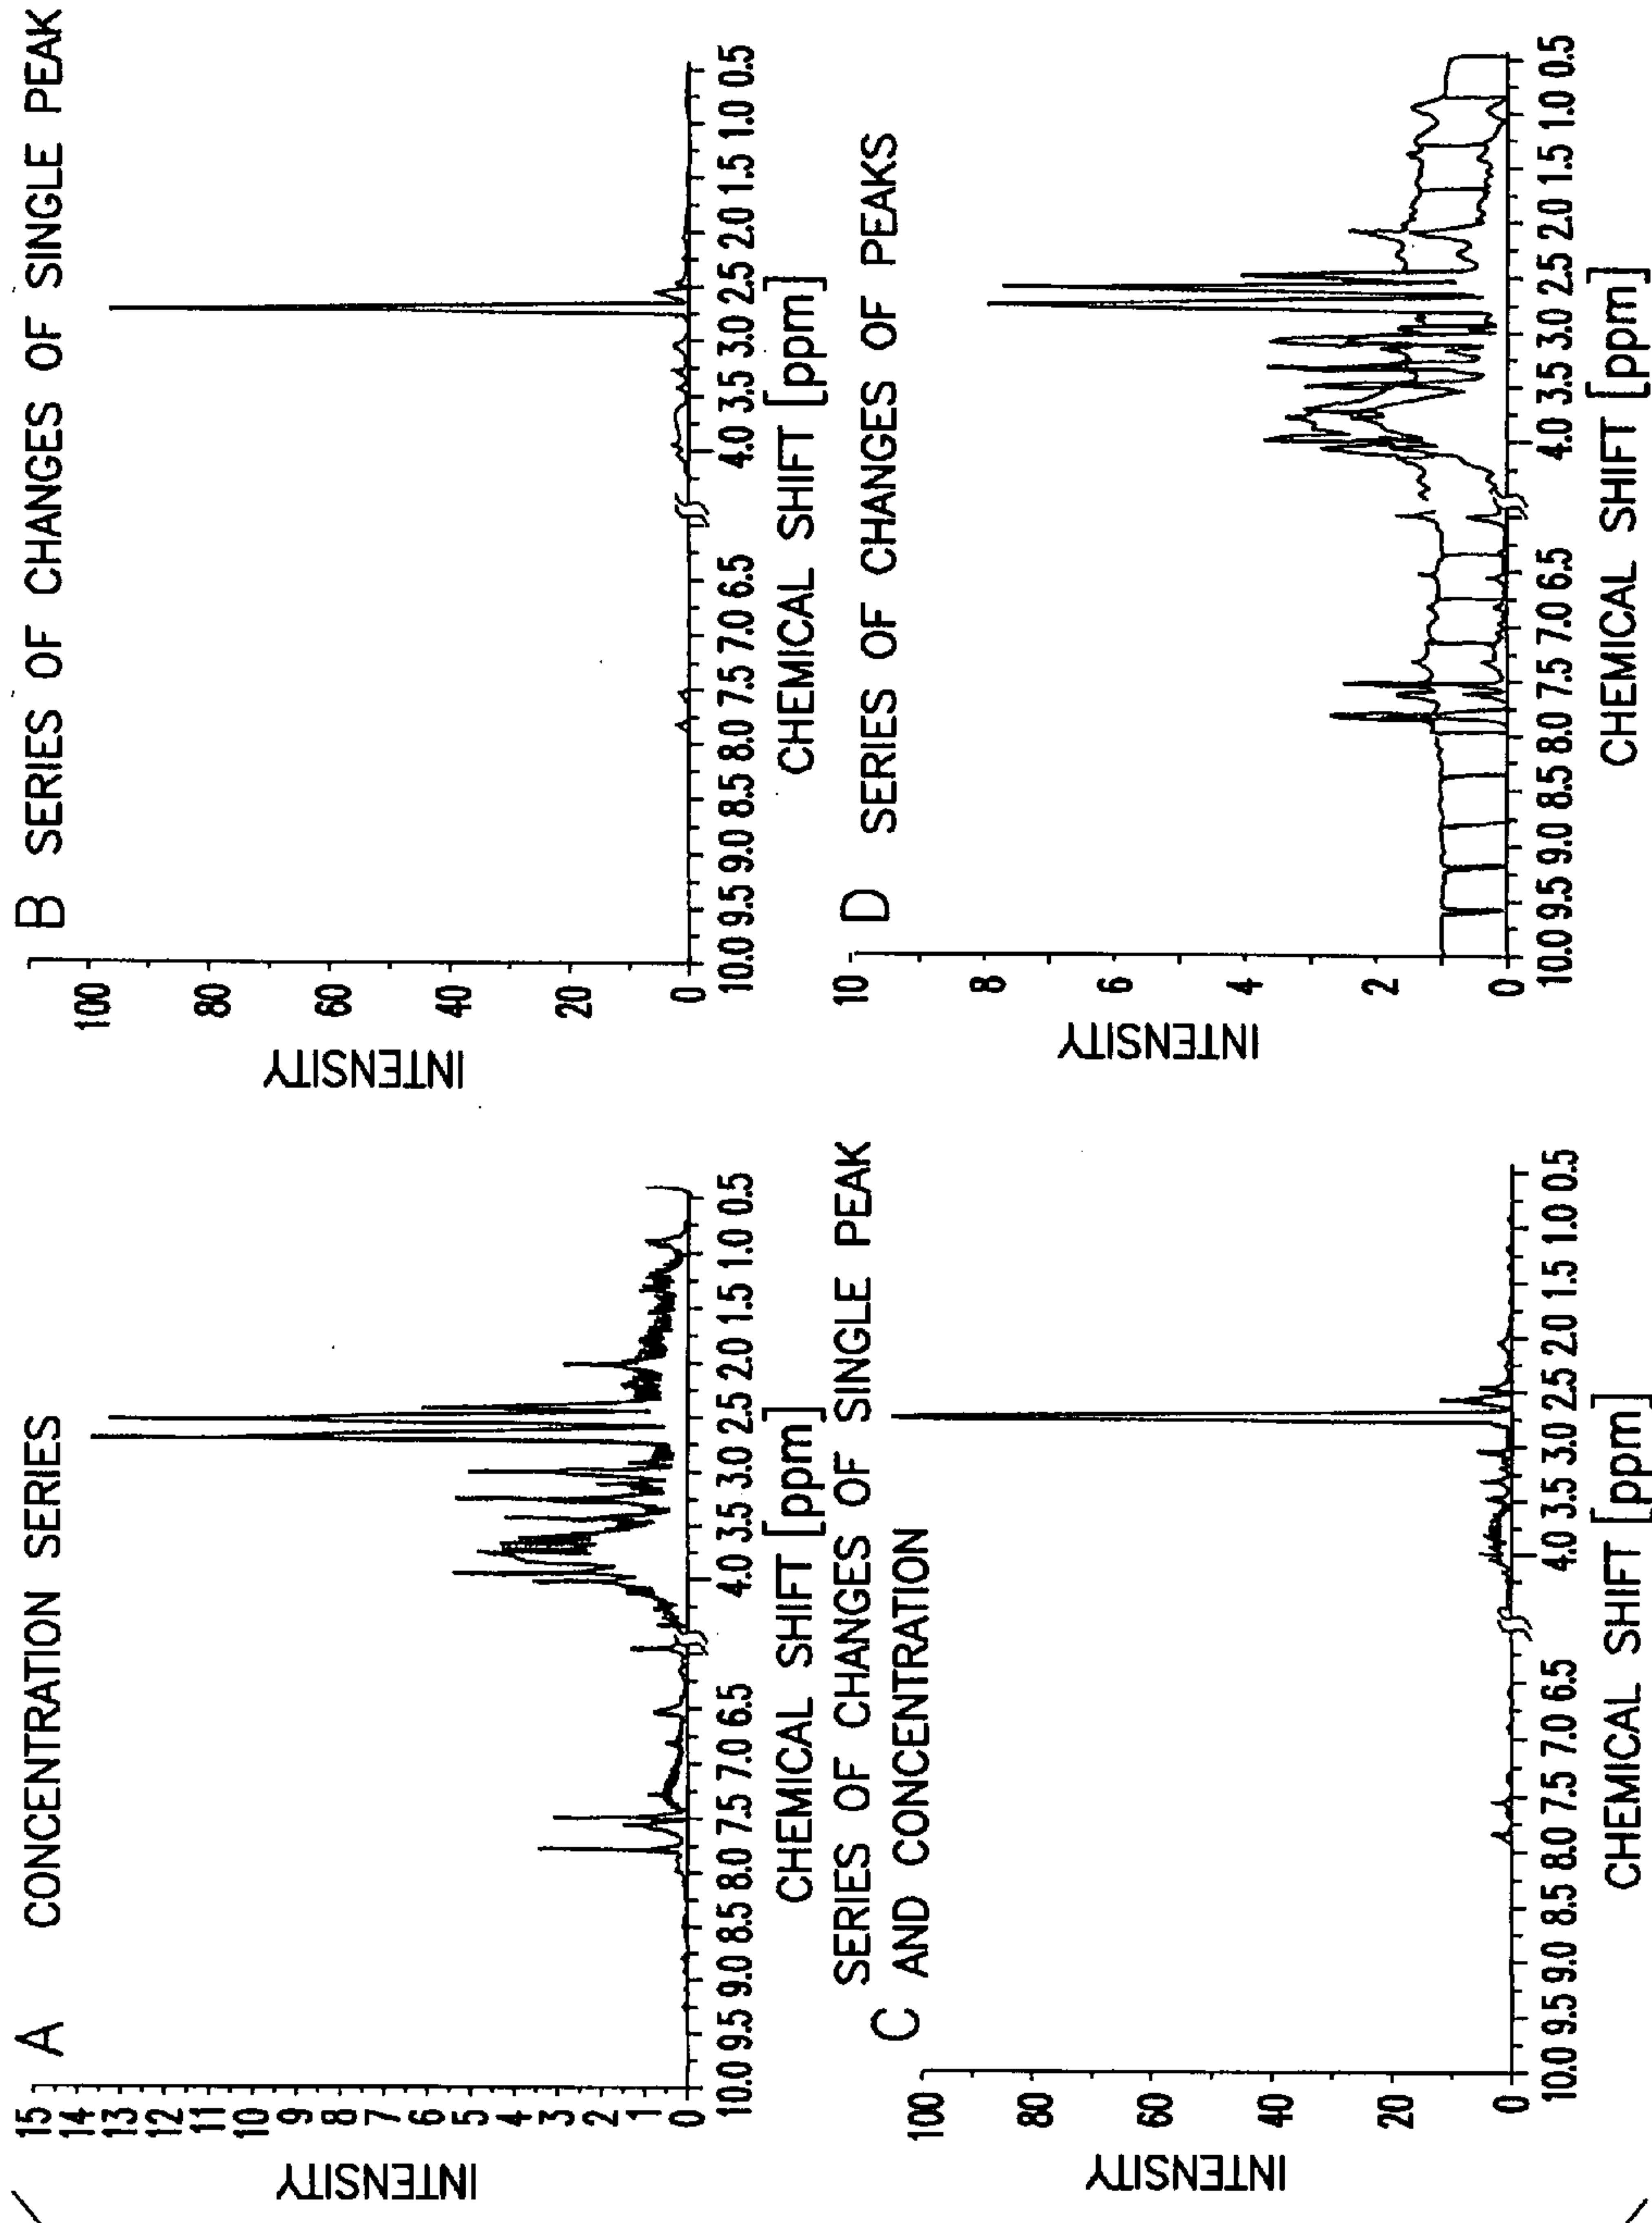 A CONCENTRATION SERIES
INTENSITY
15
14
13
12
11
10
9
8
7
6
5
4
3
2
1
0
10.0 9.5 9.0 8.5 8.0 7.5 7.0 6.5 4.0 3.5 3.0 2.5 2.0 1.5 1.0 0.5
CHEMICAL SHIFT [ppm]
B SERIES OF CHANGES OF SINGLE PEAK
INTENSITY
100
80
60
40
20
0
10.0 9.5 9.0 8.5 8.0 7.5 7.0 6.5 4.0 3.5 3.0 2.5 2.0 1.5 1.0 0.5
CHEMICAL SHIFT [ppm]
SERIES OF CHANGES OF SINGLE PEAK
C AND CONCENTRATION
INTENSITY
100
80
60
40
20
0
10.0 9.5 9.0 8.5 8.0 7.5 7.0 6.5 4.0 3.5 3.0 2.5 2.0 1.5 1.0 0.5
CHEMICAL SHIFT [ppm]
D SERIES OF CHANGES OF PEAKS
INTENSITY
10
8
6
4
2
0
10.0 9.5 9.0 8.5 8.0 7.5 7.0 6.5 4.0 3.5 3.0 2.5 2.0 1.5 1.0 0.5
CHEMICAL SHIFT [ppm]